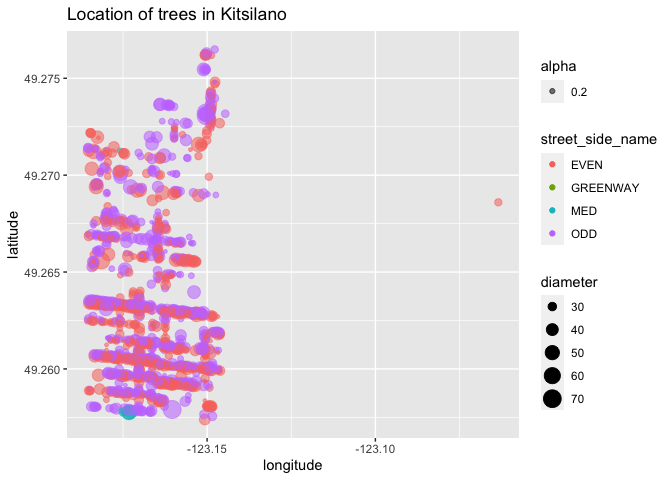 Location of trees in Kitsilano
49.275
49.270
49.265
49.260
latitude
-123.15
-123.10
longitude
alpha
0.2
street_side_name
EVEN
GREENWAY
MED
ODD
diameter
30
40
50
60
70